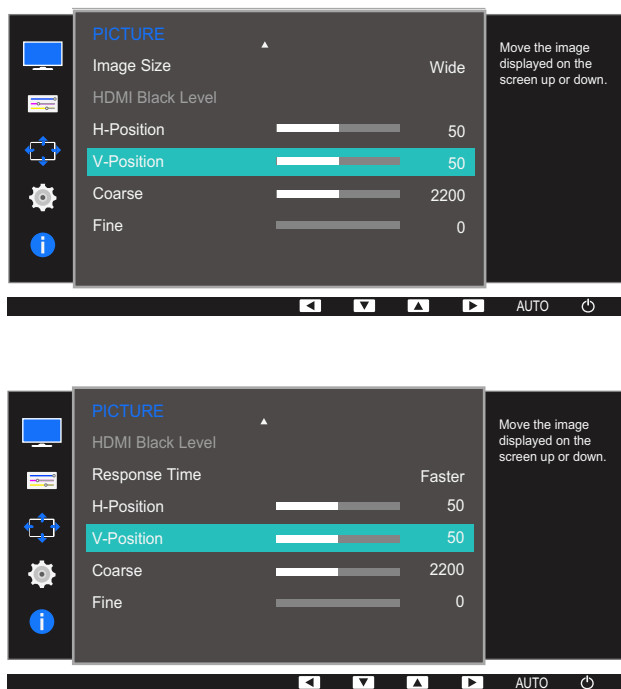 PICTURE
Image Size Wide
HDMI Black Level
H-Position 50
V-Position 50
Coarse 2200
Fine 0
Move the image
displayed on the
screen up or down.
AUTO
PICTURE
HDMI Black Level
Response Time Faster
H-Position 50
V-Position 50
Coarse 2200
Fine 0
Move the image
displayed on the
screen up or down.
AUTO